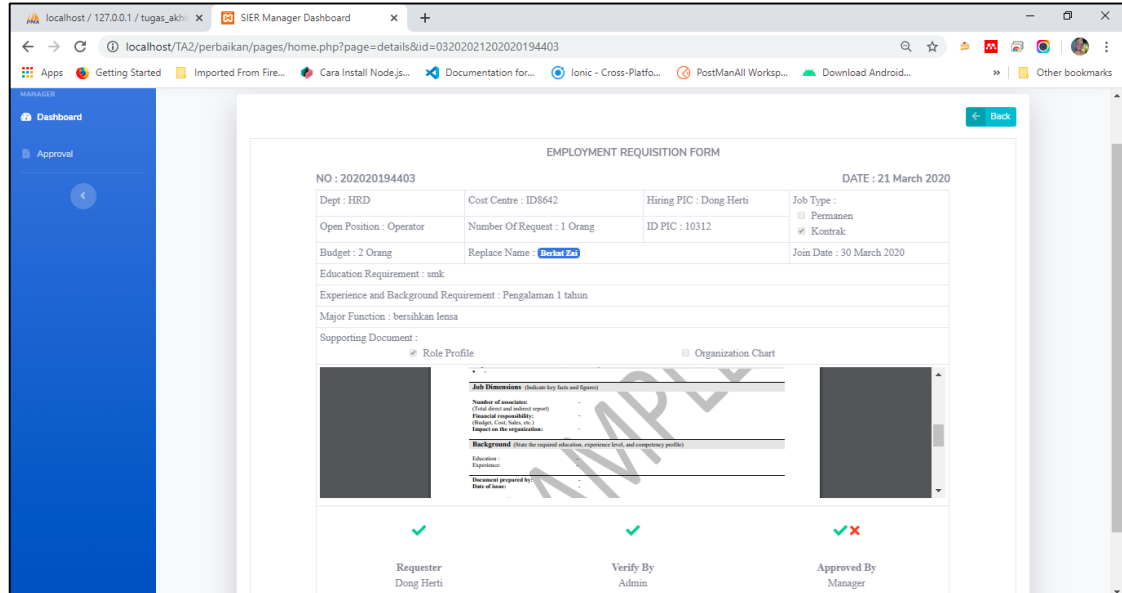 localhost / 127.0.0.1 / tugas_akhi
SIER Manager Dashboard
localhost/TA2/perbaikan/pages/home.php?page=details&id=03202021202020194403
Apps Getting Started Imported From Fire... Cara Install Node.js... Documentation for... Ionic - Cross-Platfo... PostManAll Worksp... Download Android... » Other bookmarks
MANAGER
Dashboard
Approval
Back
EMPLOYMENT REQUISITION FORM
NO : 202020194403 DATE : 21 March 2020
Dept : HRD Cost Centre : ID8642 Hiring PIC : Dong Herti Job Type :
Permanen
Open Position : Operator Number Of Request : 1 Orang ID PIC : 10312 Kontrak
Budget : 2 Orang Replace Name : Berkat Zai Join Date : 30 March 2020
Education Requirement : smk
Experience and Background Requirement : Pengalaman 1 tahun
Major Function : bersihkan lensa
Supporting Document :
Role Profile Organization Chart
Job Dimensions (Indicate key facts and figures)
Number of associates: -
(Total direct and indirect report)
Financial responsibility: -
(Budget, Cost, Sales, etc.)
Impact on the organization: -
Background (State the required education, experience level, and competency profile)
Education : -
Experience: -
Document prepared by: -
Date of issue: -
Requester Verify By Approved By
Dong Herti Admin Manager